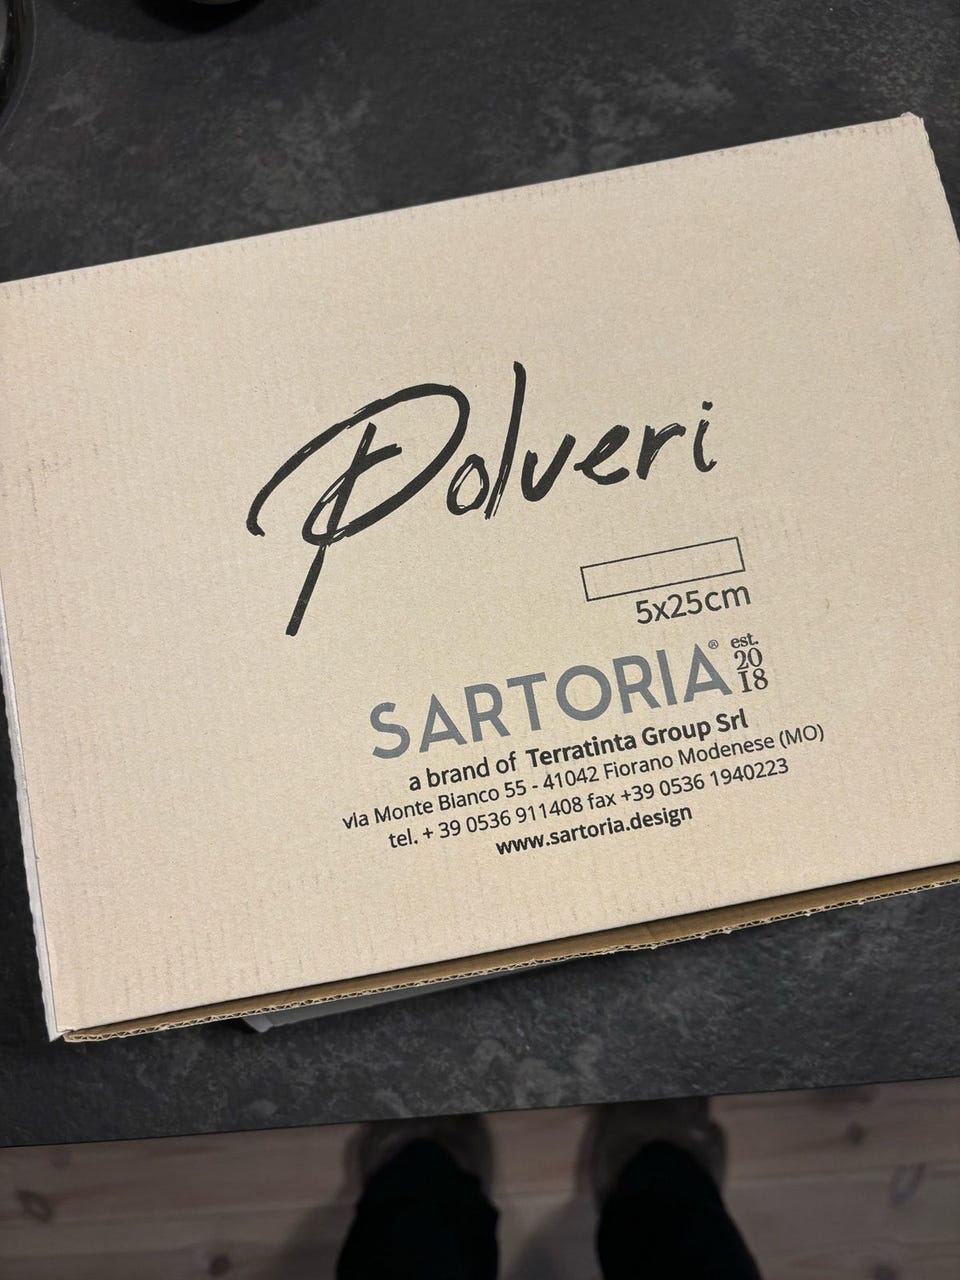 Polveri
5x25cm
SARTORIA® est. 2018
a brand of Terratinta Group Srl
via Monte Bianco 55 - 41042 Fiorano Modenese (MO)
tel. + 39 0536 911408 fax +39 0536 1940223
www.sartoria.design